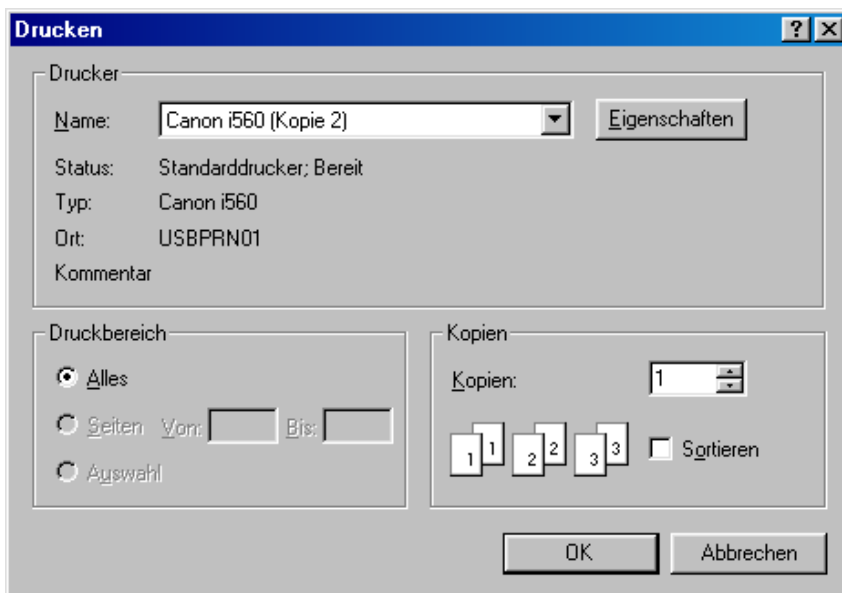 Drucken
Drucker
Name: Canon i560 (Kopie 2) Eigenschaften
Status: Standarddrucker; Bereit
Typ: Canon i560
Ort: USBPRN01
Kommentar
Druckbereich
Alles
Seiten Von: Bis:
Auswahl
Kopien
Kopien: 1
1 1 2 2 3 3 Sortieren
OK Abbrechen